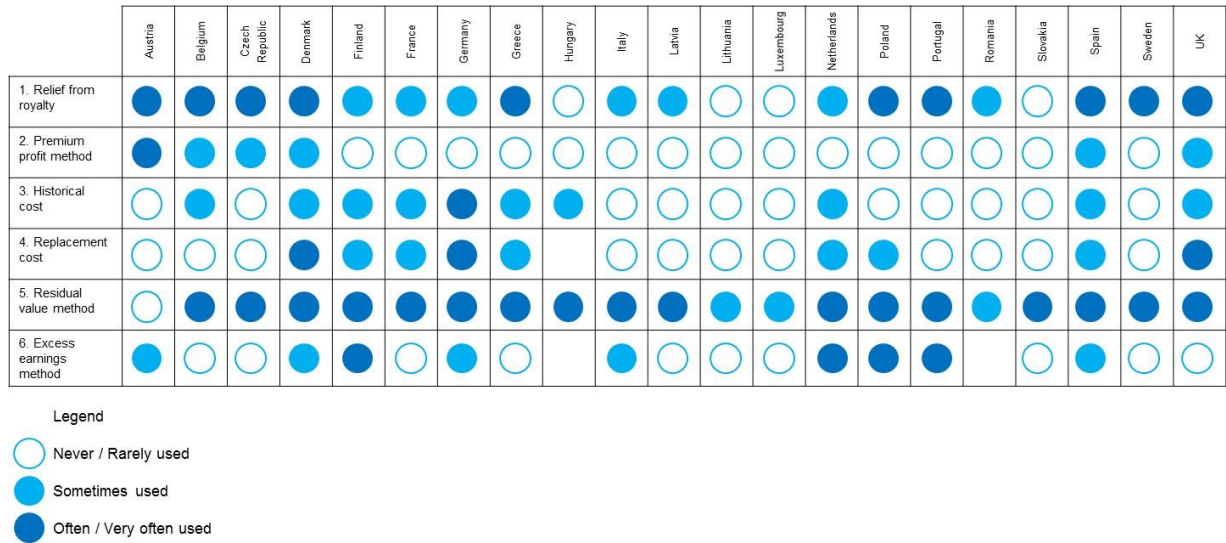 Austria
Belgium
Czech
Republic
Denmark
Finland
France
Germany
Greece
Hungary
Italy
Latvia
Lithuania
Luxembourg
Netherlands
Poland
Portugal
Romania
Slovakia
Spain
Sweden
UK
1. Relief from
royalty
2. Premium
profit method
3. Historical
cost
4. Replacement
cost
5. Residual
value method
6. Excess
earnings
method
Legend
Never / Rarely used
Sometimes used
Often / Very often used